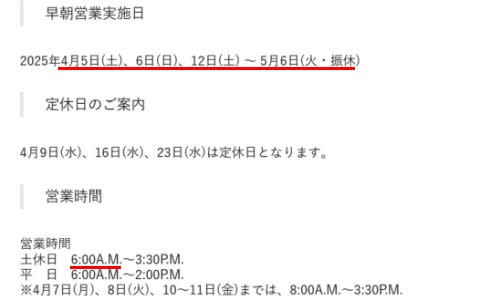 早朝営業実施日
2025年4月5日(土)、6日(日)、12日(土) ～ 5月6日(火・振休)
定休日のご案内
4月9日(水)、16日(水)、23日(水)は定休日となります。
営業時間
営業時間
土休日　6:00A.M.～3:30P.M.
平　日　6:00A.M.～2:00P.M.
※4月7日(月)、8日(火)、10～11日(金)までは、8:00A.M.～3:30P.M.